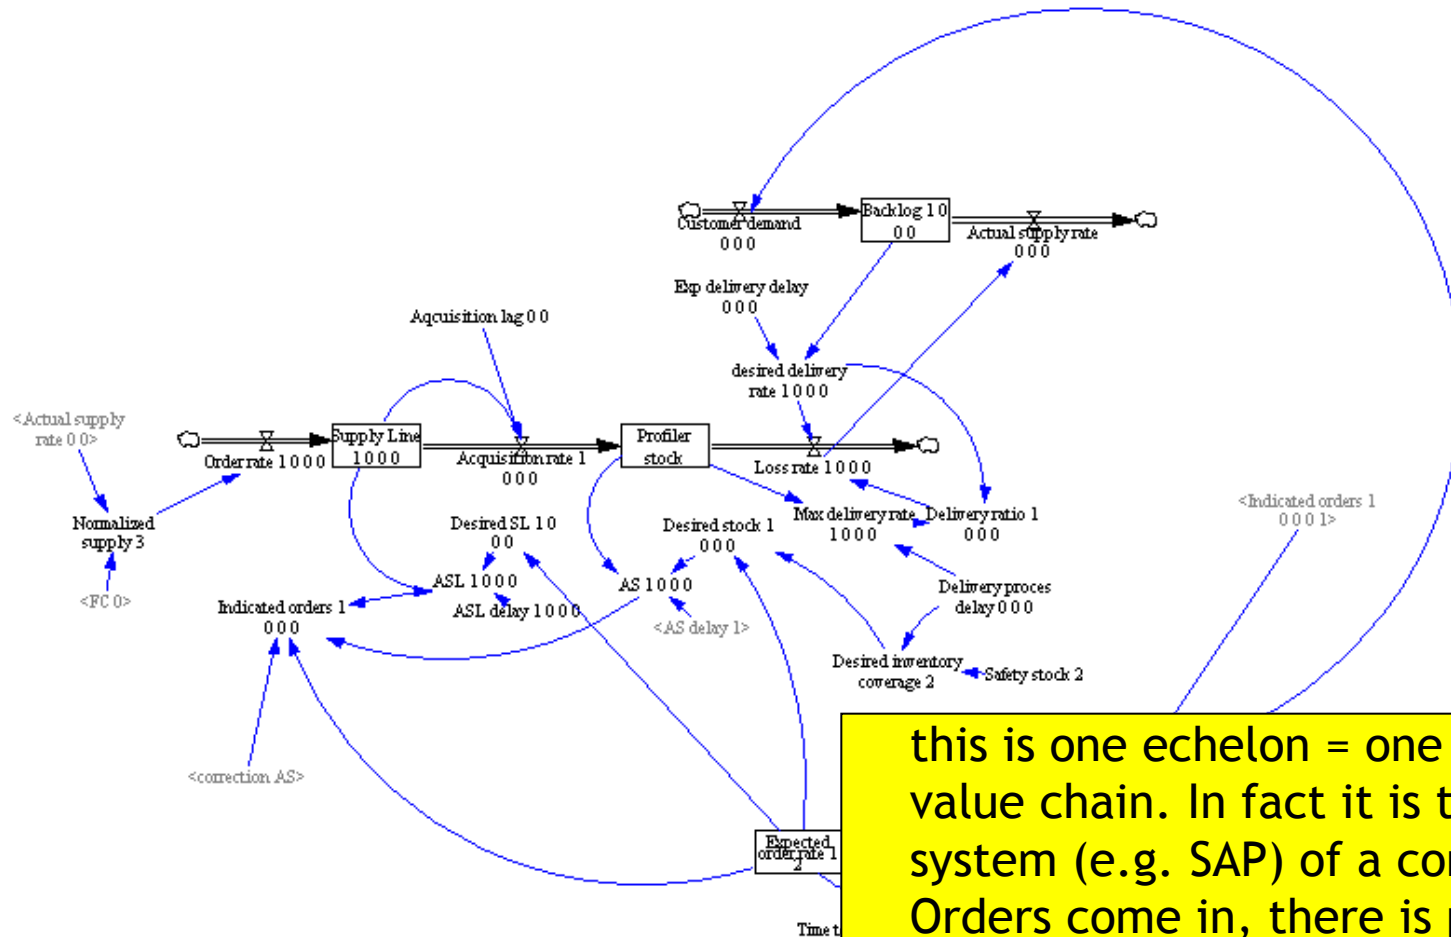 Customer demand
0 0 0
Backlog 1 0
0 0
Actual supply rate
0 0 0
Exp delivery delay
0 0 0
Aqcuisition lag 0 0
desired delivery
rate 1 0 0 0
<Actual supply
rate 0 0>
Order rate 1 0 0 0
Supply Line
1 0 0 0
Acquisition rate 1
0 0 0
Profiler
stock
Loss rate 1 0 0 0
Normalized
supply 3
Desired SL 1 0
0 0
Desired stock 1
0 0 0
Max delivery rate
1 0 0 0
Delivery ratio 1
0 0 0
<Indicated orders 1
0 0 0 1>
<FC 0>
ASL 1 0 0 0
AS 1 0 0 0
Delivery proces
delay 0 0 0
Indicated orders 1
0 0 0
ASL delay 1 0 0 0
<AS delay 1>
Desired inventory
coverage 2
Safety stock 2
<correction AS>
this is one echelon = one
value chain. In fact it is t
system (e.g. SAP) of a co
Orders come in, there is
Expected
order rate 1
2
Time t